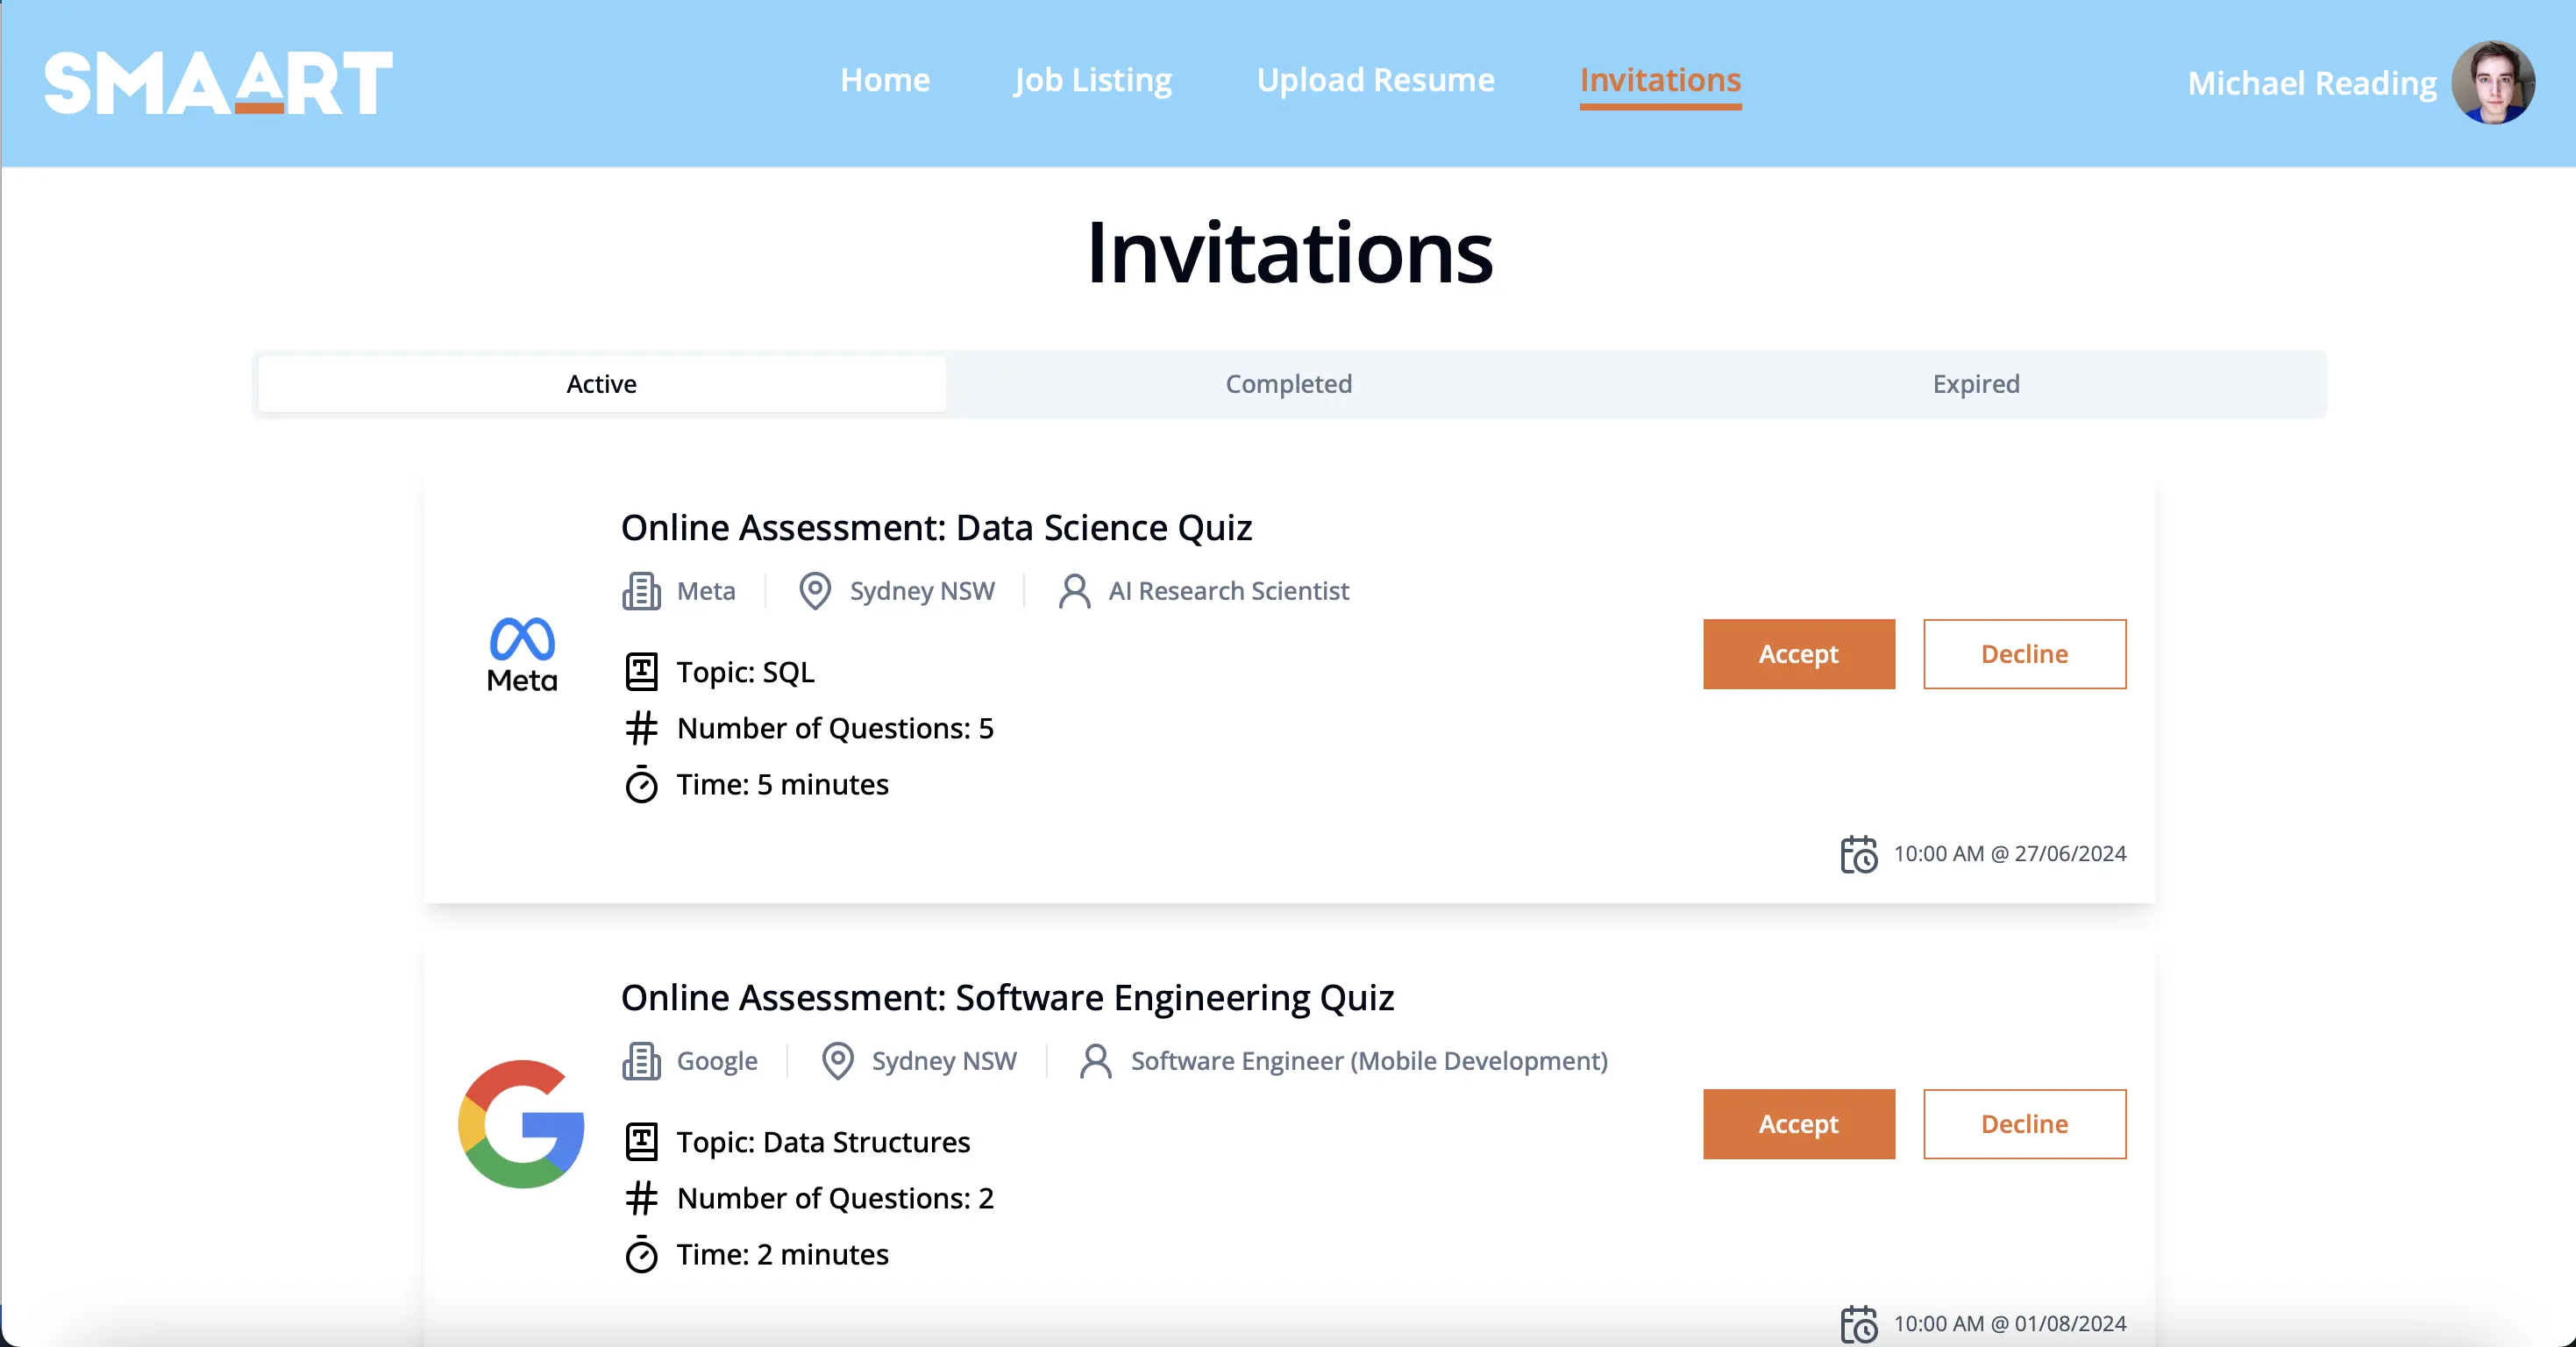 SMAART
Home
Job Listing
Upload Resume
Invitations
Michael Reading
Invitations
Active
Completed
Expired
Online Assessment: Data Science Quiz
Meta
Sydney NSW
AI Research Scientist
Meta
Topic: SQL
Number of Questions: 5
Time: 5 minutes
Accept
Decline
10:00 AM @ 27/06/2024
Online Assessment: Software Engineering Quiz
Google
Sydney NSW
Software Engineer (Mobile Development)
Topic: Data Structures
Number of Questions: 2
Time: 2 minutes
Accept
Decline
10:00 AM @ 01/08/2024